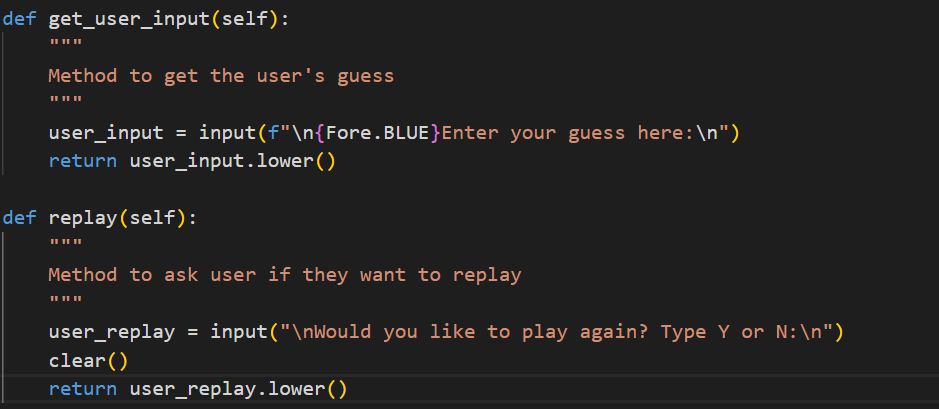 def get_user_input(self):
    """
    Method to get the user's guess
    """
    user_input = input(f"\n{Fore.BLUE}Enter your guess here:\n")
    return user_input.lower()

def replay(self):
    """
    Method to ask user if they want to replay
    """
    user_replay = input("\nWould you like to play again? Type Y or N:\n")
    clear()
    return user_replay.lower()